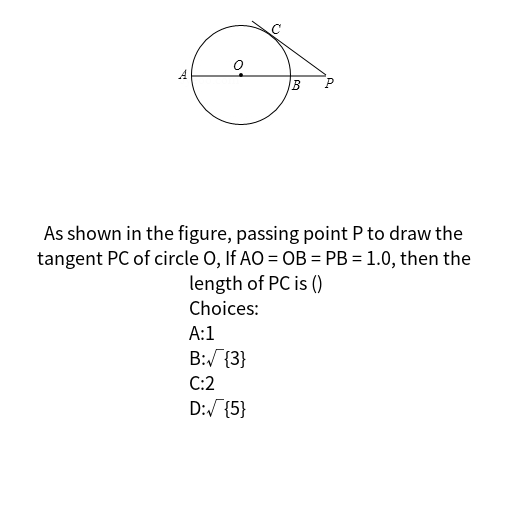 C
O
A
B
P
As shown in the figure, passing point P to draw the
tangent PC of circle O, If AO = OB = PB = 1.0, then the
length of PC is ()
Choices:
A:1
B:√{3}
C:2
D:√{5}